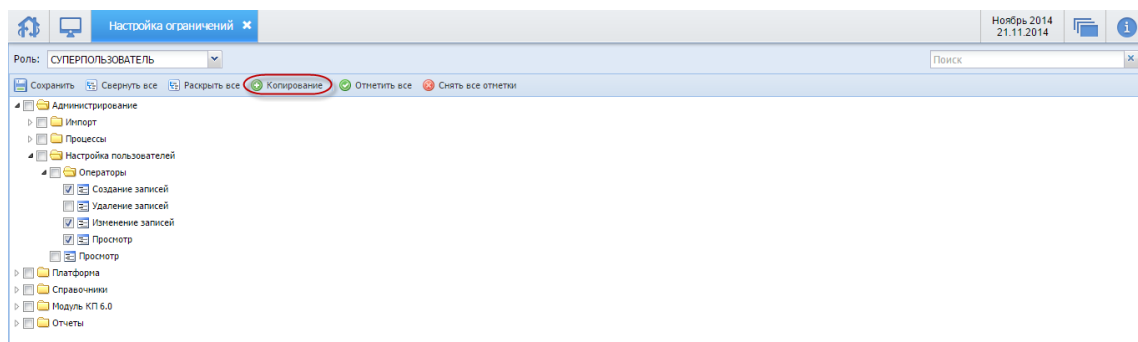 Настройка ограничений
Ноябрь 2014
21.11.2014
Роль: СУПЕРПОЛЬЗОВАТЕЛЬ
Поиск
Сохранить Свернуть все Раскрыть все Копирование Отметить все Снять все отметки
Администрирование
Импорт
Процессы
Настройка пользователей
Операторы
Создание записей
Удаление записей
Изменение записей
Просмотр
Просмотр
Платформа
Справочники
Модуль КП 6.0
Отчеты